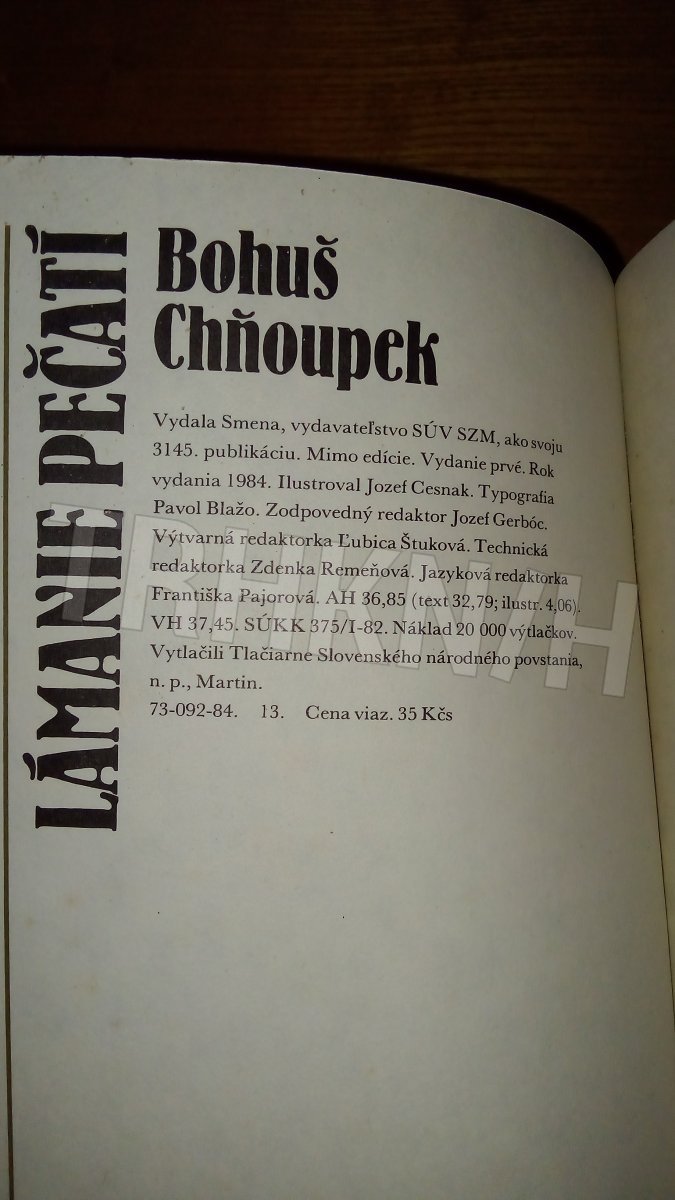 LÁMANIE PEČATÍ
Bohuš
Chňoupek
Vydala Smena, vydavateľstvo SÚV SZM, ako svoju
3145. publikáciu. Mimo edície. Vydanie prvé. Rok
vydania 1984. Ilustroval Jozef Cesnak. Typografia
Pavol Blažo. Zodpovedný redaktor Jozef Gerbóc.
Výtvarná redaktorka Ľubica Štuková. Technická
redaktorka Zdenka Remeňová. Jazyková redaktorka
Františka Pajorová. AH 36,85 (text 32,79; ilustr. 4,06).
VH 37,45. SÚKK 375/I-82. Náklad 20 000 výtlačkov.
Vytlačili Tlačiarne Slovenského národného povstania,
n. p., Martin.
73-092-84. 13. Cena viaz. 35 Kčs
TRHKNVH